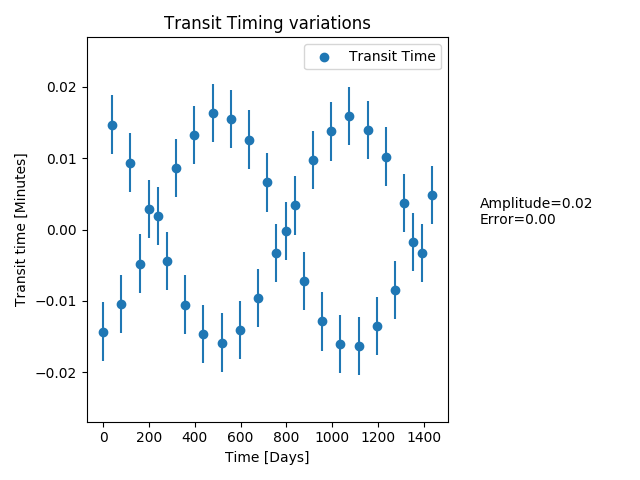 Transit Timing variations
Transit Time
Transit time [Minutes]
0.02
0.01
0.00
−0.01
−0.02
0 200 400 600 800 1000 1200 1400
Time [Days]
Amplitude=0.02
Error=0.00